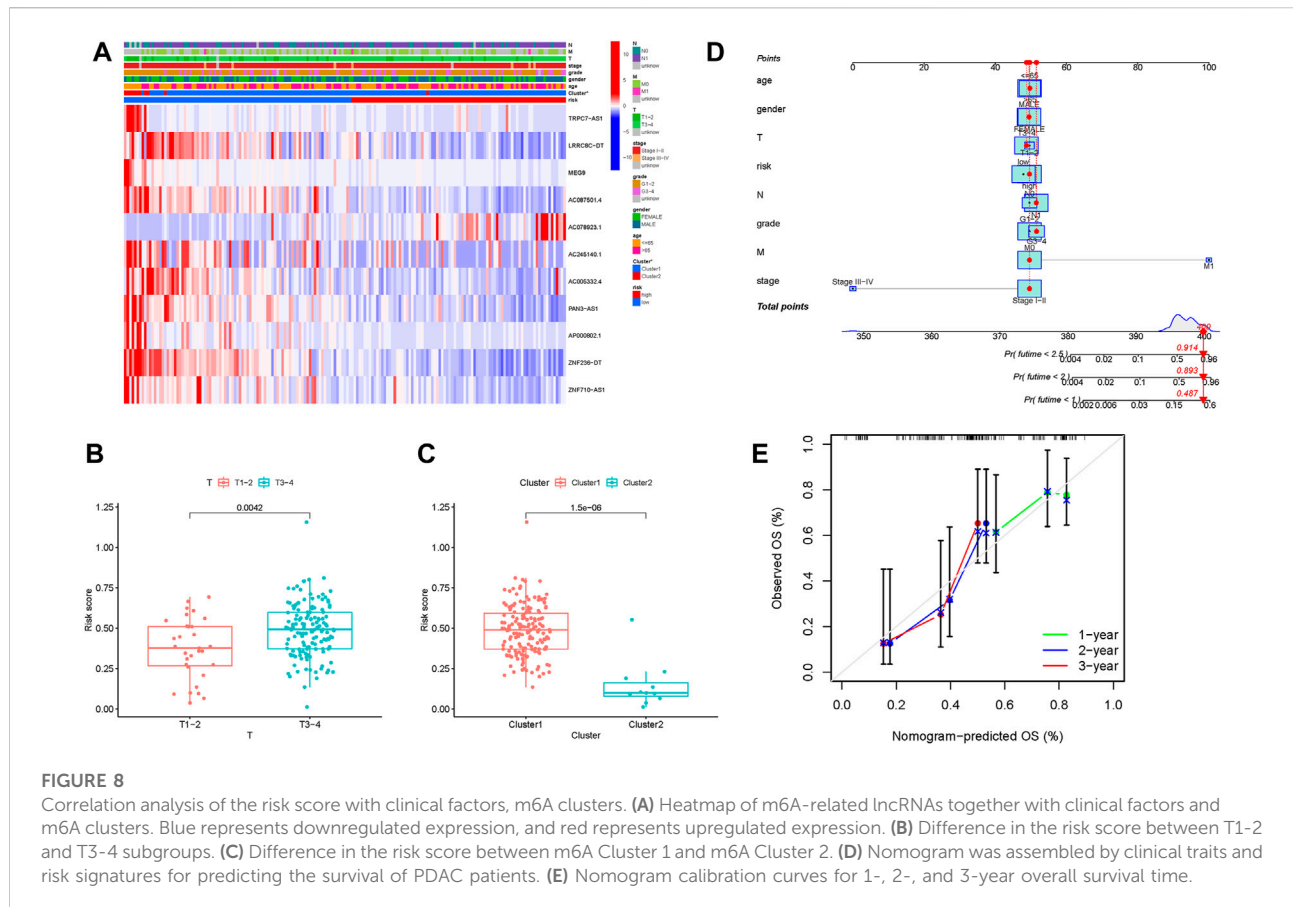 A
N
M
T
stage
grade
gender
age
Cluster*
risk
TRPC7-AS1
LRRC8C-DT
MEG9
AC087501.4
AC078923.1
AC245140.1
AC005332.4
PAN3-AS1
AP000802.1
ZNF236-DT
ZNF710-AS1
10
5
0
-5
-10
N
N0
N1
unknow
M
M0
M1
unknow
T
T1-2
T3-4
unknow
stage
Stage I-II
Stage III-IV
unknow
grade
G1-2
G3-4
unknow
gender
FEMALE
MALE
age
<=65
>65
Cluster*
Cluster1
Cluster2
risk
high
low
D
Points
0 20 40 60 80 100
age
<=65
gender
MALE
FEMALE
T
T3-4
T1-2
risk
low
high
N
N0
N1
grade
G1-2
G3-4
M
M0
M1
stage
Stage III-IV
Stage I-II
Total points
350 360 370 380 390 400
0.914
Pr( futime < 2.5 )
0.004 0.02 0.1 0.5 0.96
0.893
Pr( futime < 2 )
0.004 0.02 0.1 0.5 0.96
0.487
Pr( futime < 1 )
0.002 0.006 0.03 0.15 0.6
B
T T1-2 T3-4
0.0042
Risk score
1.25
1.00
0.75
0.50
0.25
0.00
T1-2 T3-4
T
C
Cluster Cluster1 Cluster2
1.5e-06
Risk score
1.25
1.00
0.75
0.50
0.25
0.00
Cluster1 Cluster2
Cluster
E
Observed OS (%)
1.0
0.8
0.6
0.4
0.2
0.0
1-year
2-year
3-year
0.0 0.2 0.4 0.6 0.8 1.0
Nomogram-predicted OS (%)
FIGURE 8
Correlation analysis of the risk score with clinical factors, m6A clusters. (A) Heatmap of m6A-related lncRNAs together with clinical factors and
m6A clusters. Blue represents downregulated expression, and red represents upregulated expression. (B) Difference in the risk score between T1-2
and T3-4 subgroups. (C) Difference in the risk score between m6A Cluster 1 and m6A Cluster 2. (D) Nomogram was assembled by clinical traits and
risk signatures for predicting the survival of PDAC patients. (E) Nomogram calibration curves for 1-, 2-, and 3-year overall survival time.